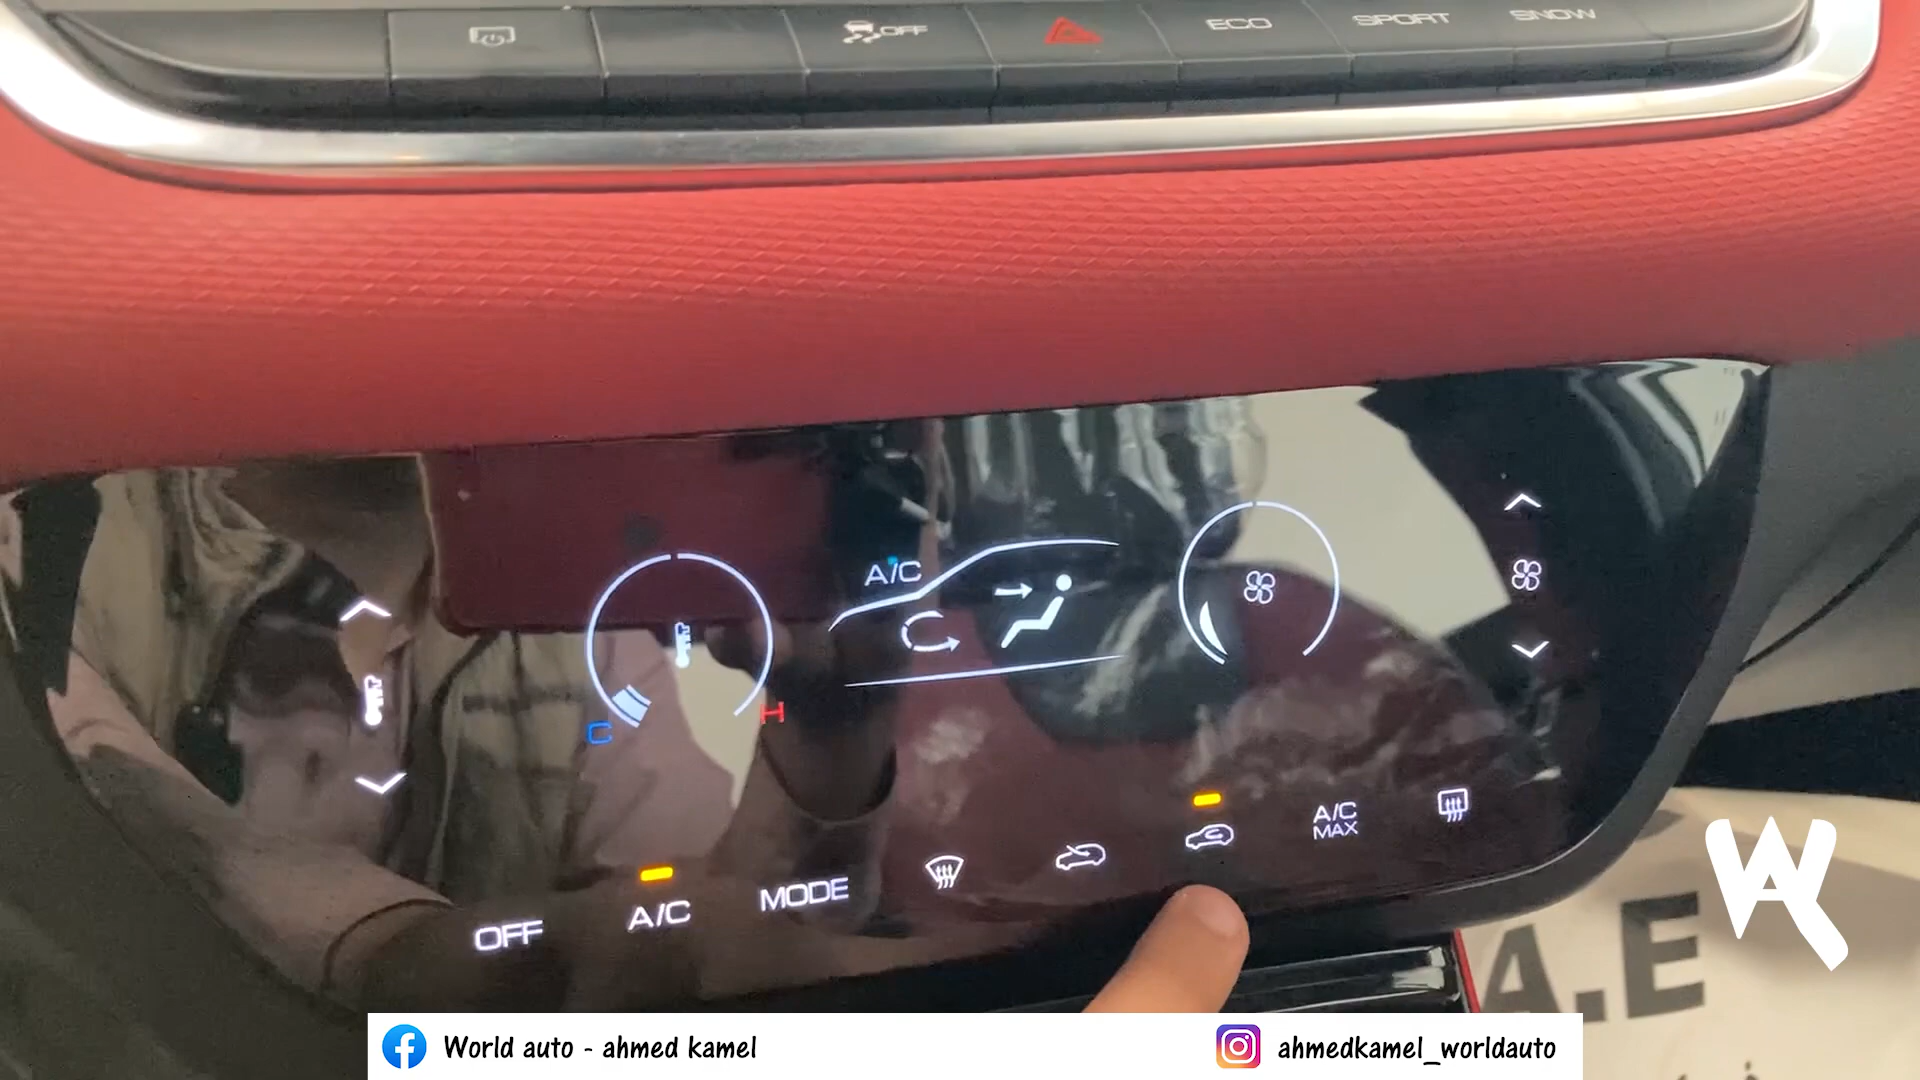 OFF
ECO
SPORT
SNOW
A/C
C
H
OFF
A/C
MODE
A/C
MAX
A.E
World auto - ahmed kamel
ahmedkamel_worldauto